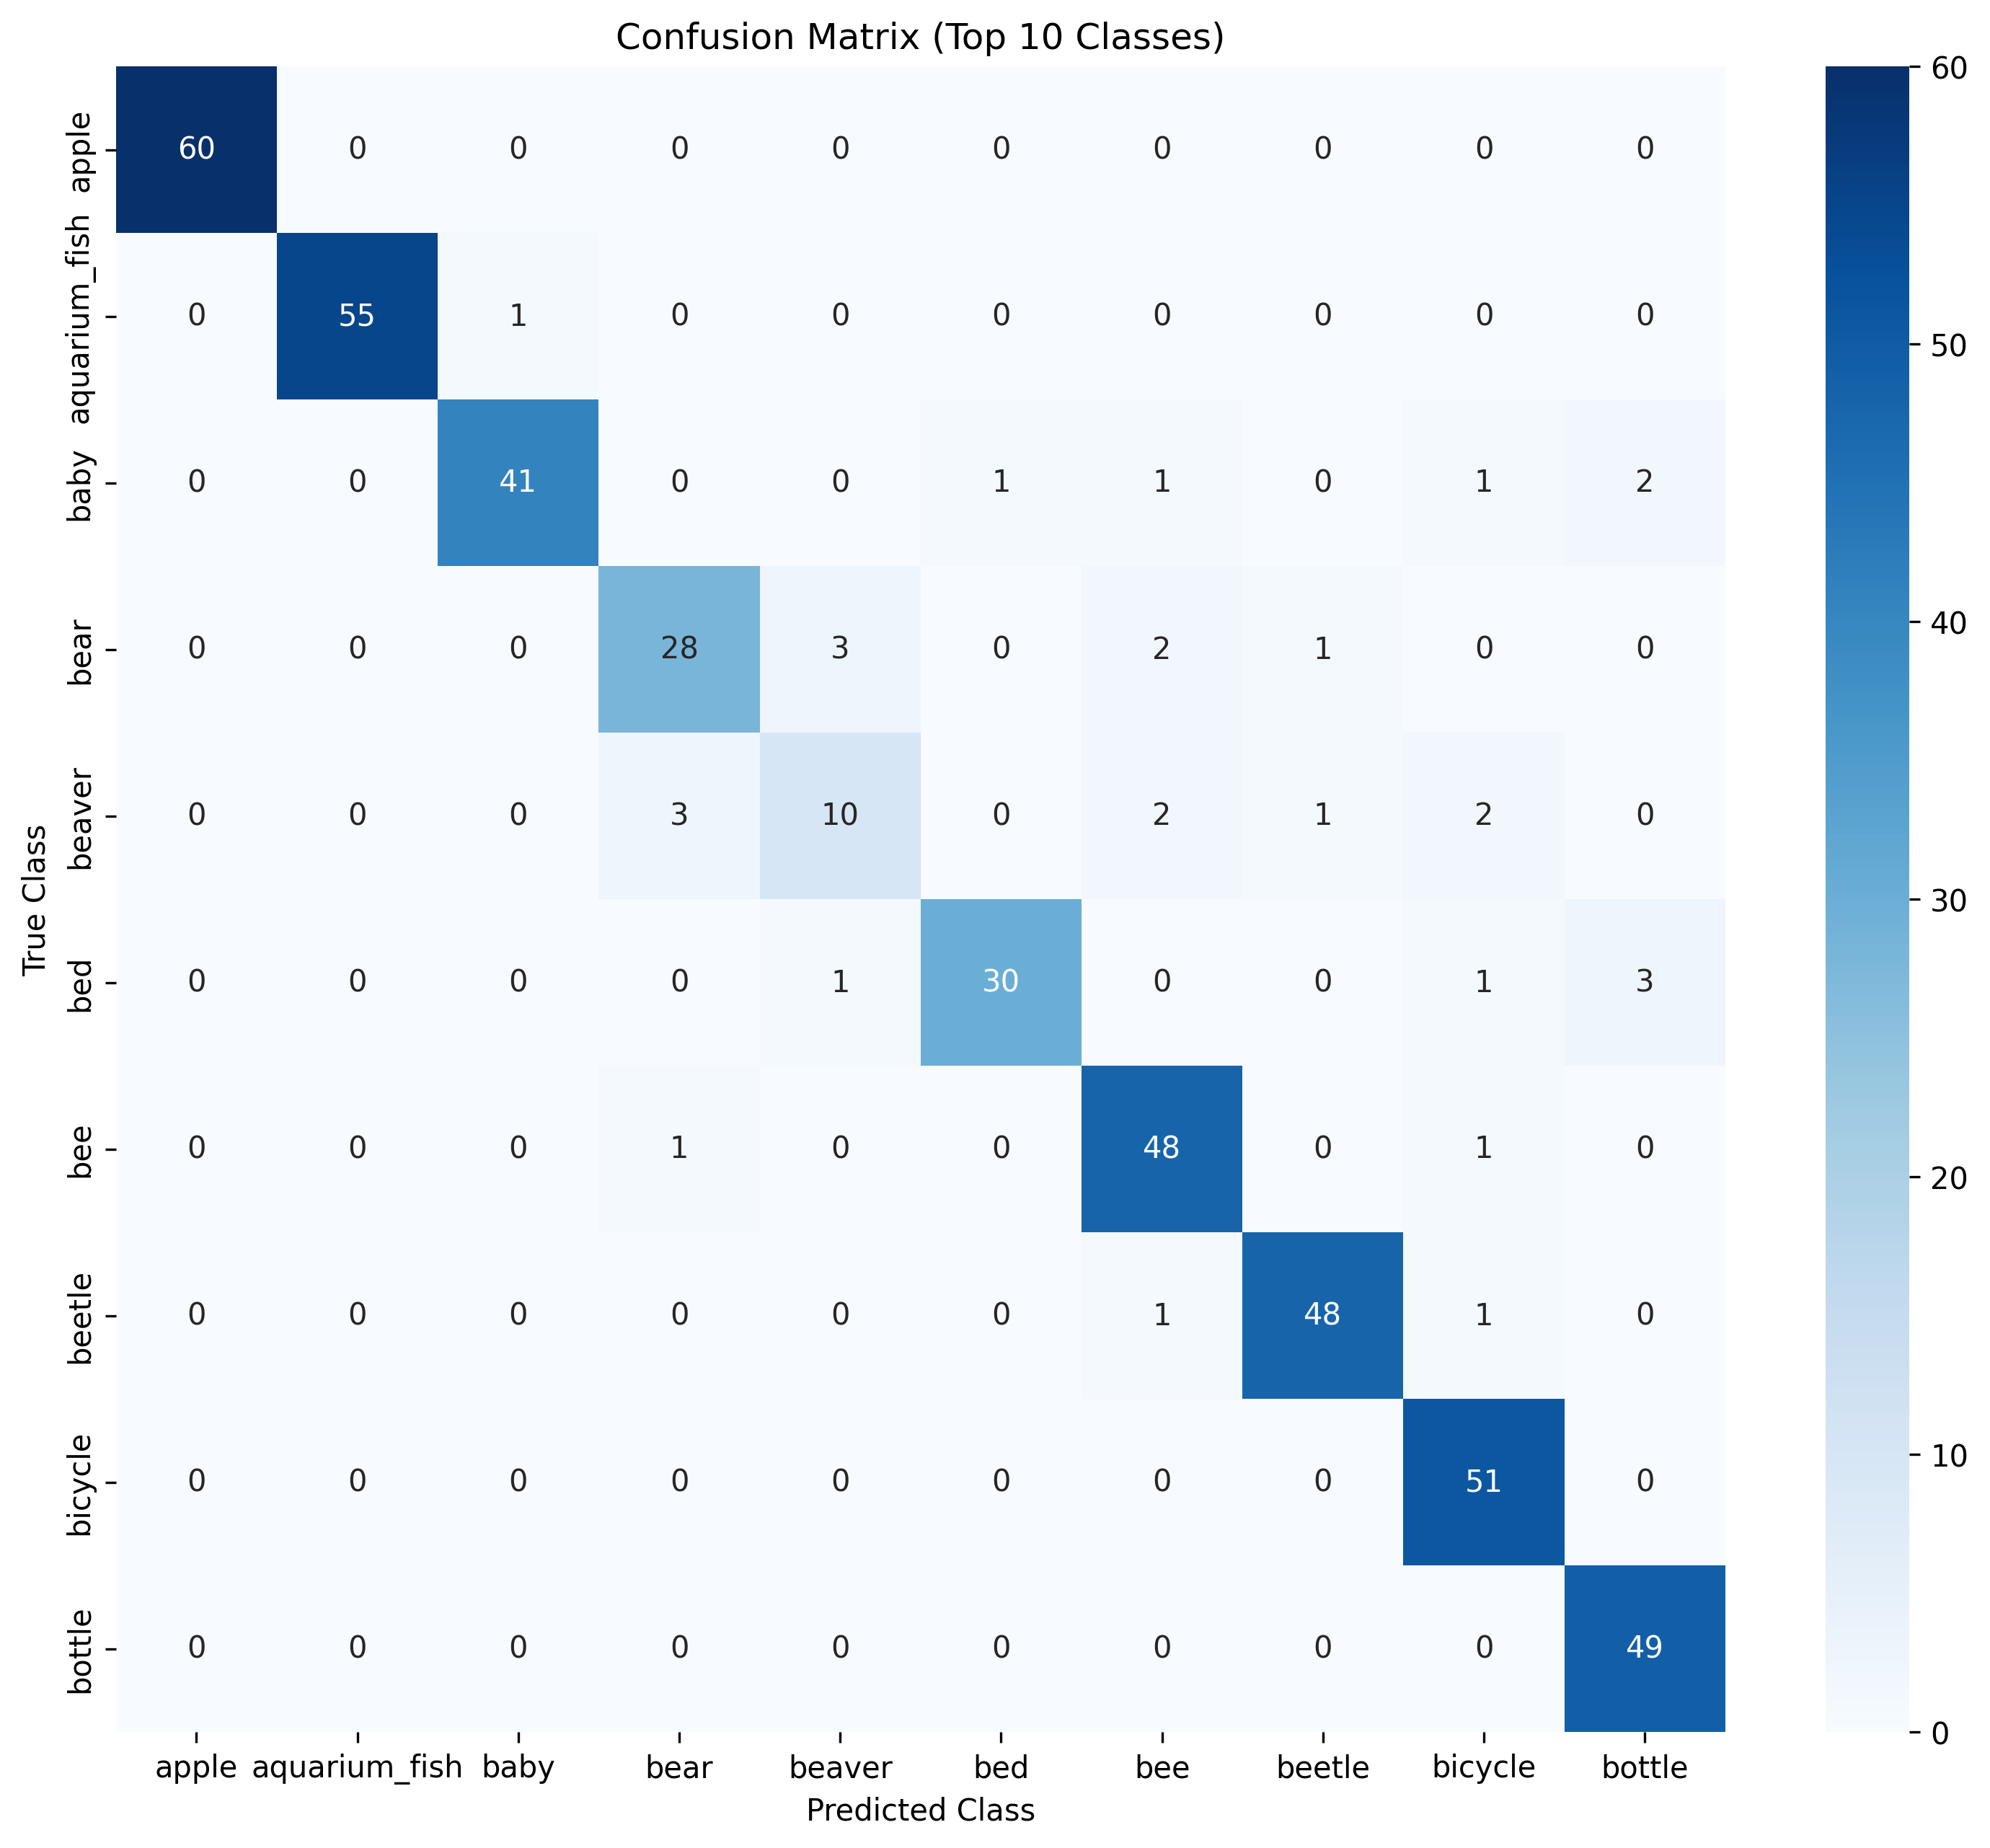 Confusion Matrix (Top 10 Classes)
True Class
apple 60 0 0 0 0 0 0 0 0 0
aquarium_fish 0 55 1 0 0 0 0 0 0 0
baby 0 0 41 0 0 1 1 0 1 2
bear 0 0 0 28 3 0 2 1 0 0
beaver 0 0 0 3 10 0 2 1 2 0
bed 0 0 0 0 1 30 0 0 1 3
bee 0 0 0 1 0 0 48 0 1 0
beetle 0 0 0 0 0 0 1 48 1 0
bicycle 0 0 0 0 0 0 0 0 51 0
bottle 0 0 0 0 0 0 0 0 0 49
apple aquarium_fish baby bear beaver bed bee beetle bicycle bottle
Predicted Class
60
50
40
30
20
10
0